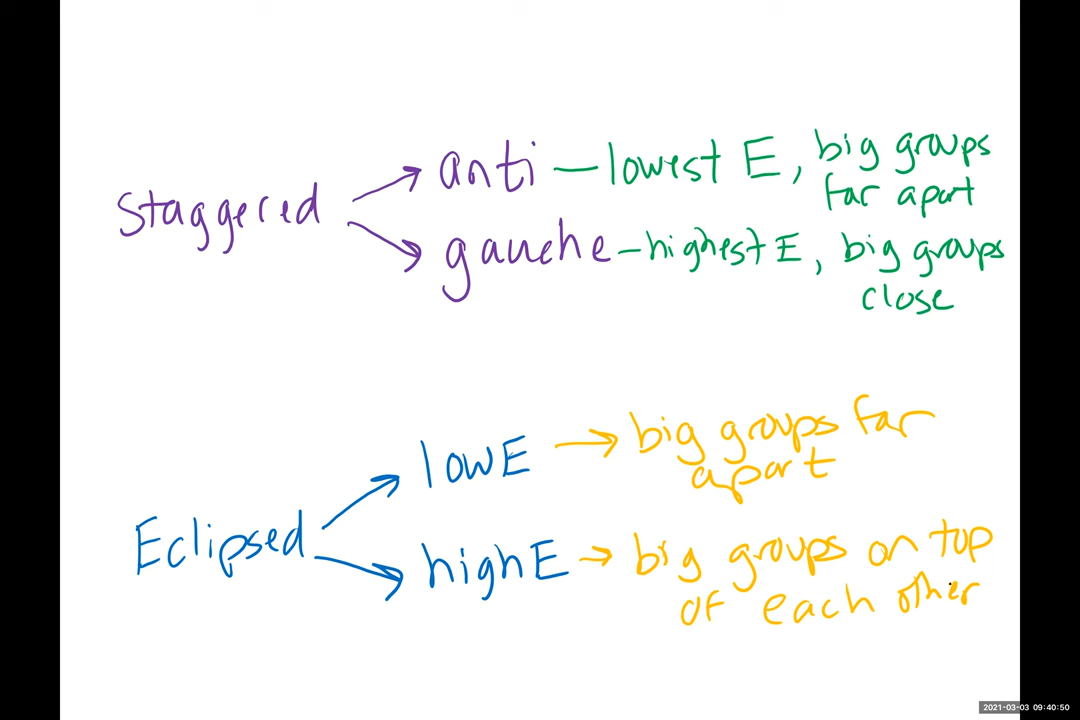 Staggered
anti – lowest E, big groups
far apart
gauche – highest E, big groups
close
Eclipsed
low E → big groups far
apart
high E → big groups on top
of each other
2021-03-03 09:40:50